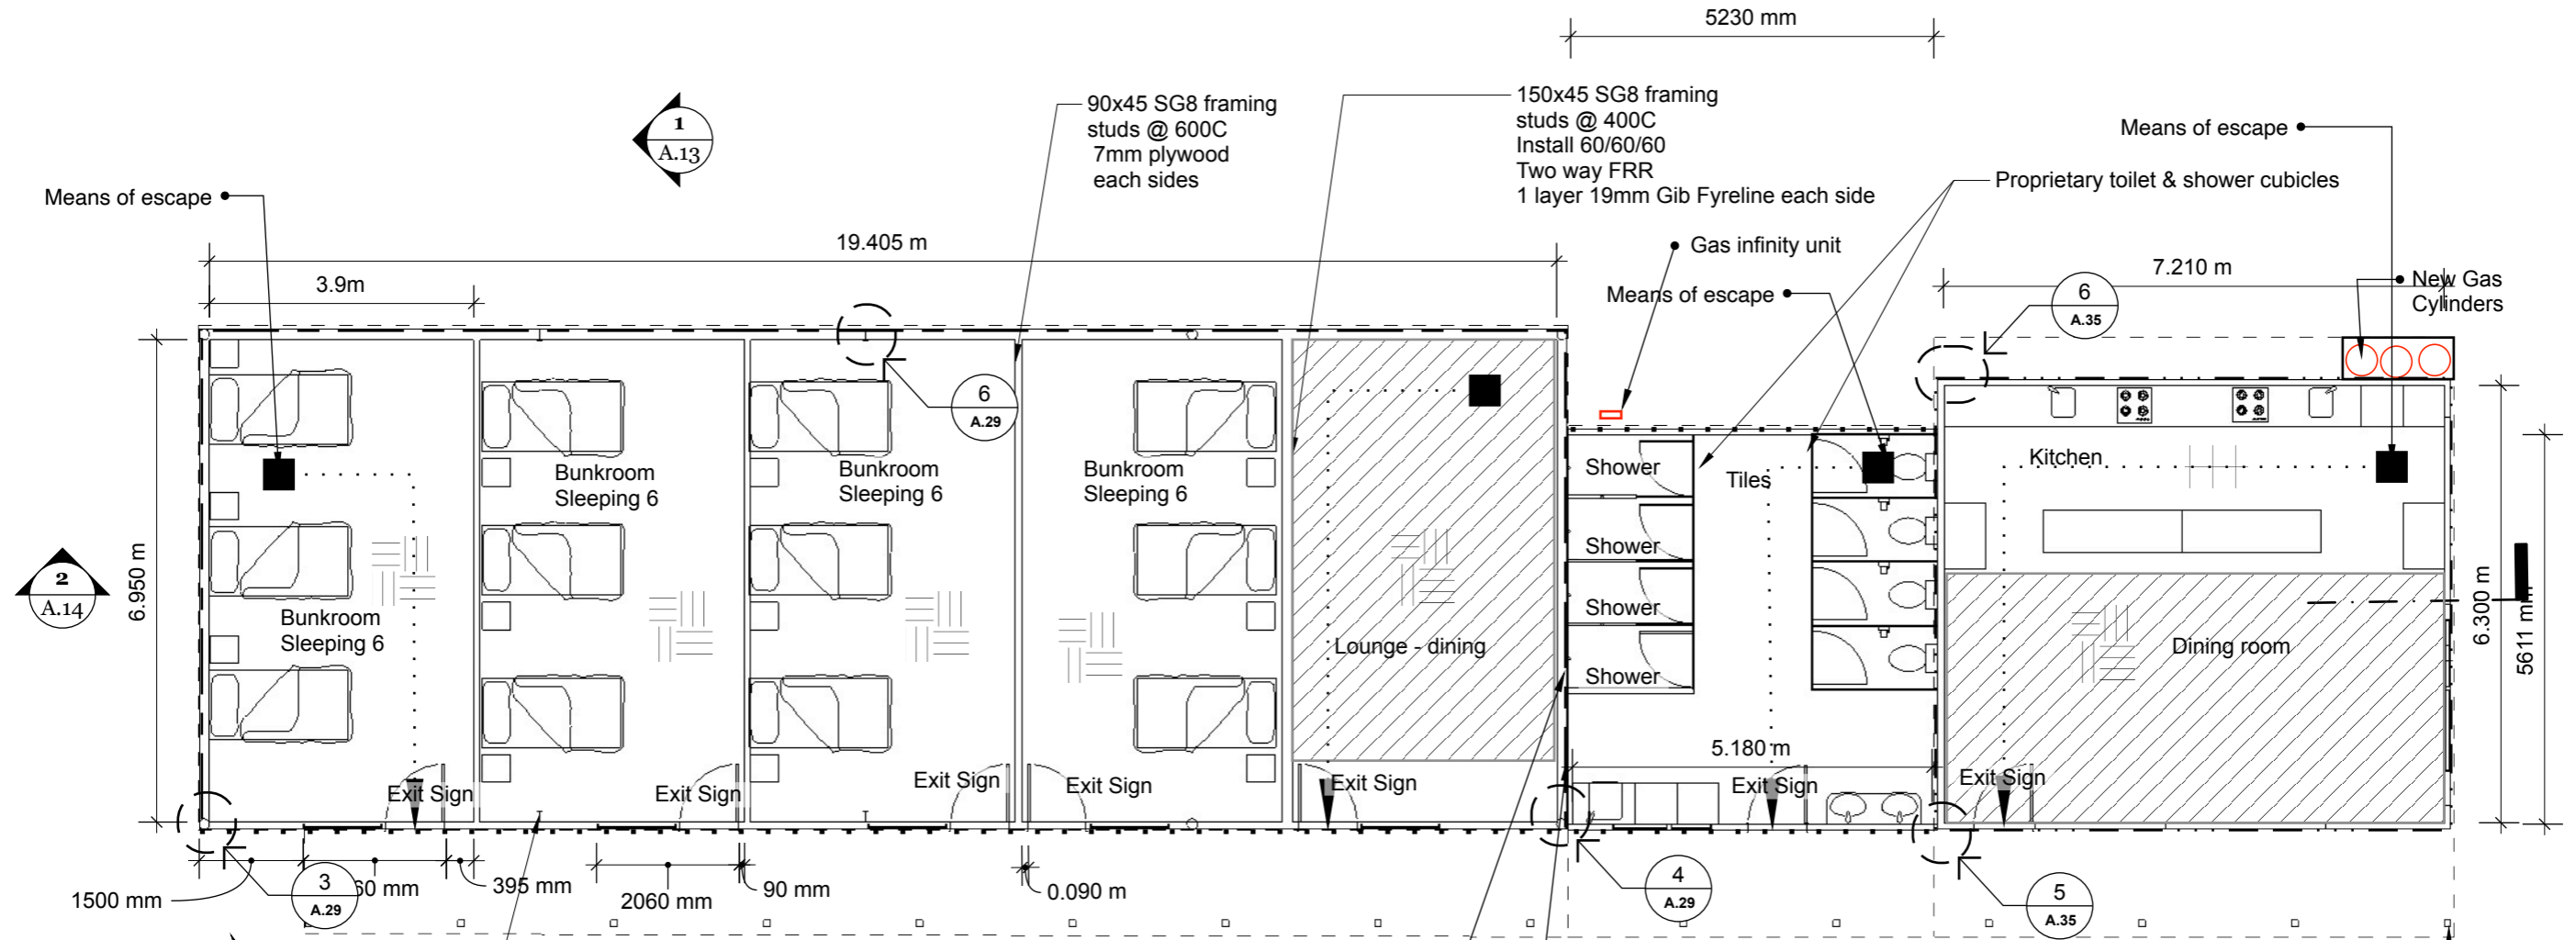 5230 mm
1
A.13
90x45 SG8 framing
studs @ 600C
7mm plywood
each sides
150x45 SG8 framing
studs @ 400C
Install 60/60/60
Two way FRR
1 layer 19mm Gib Fyreline each side
Means of escape
Proprietary toilet & shower cubicles
Means of escape
19.405 m
Gas infinity unit
7.210 m
3.9m
Means of escape
6
A.35
New Gas
Cylinders
6
A.29
Bunkroom
Sleeping 6
Bunkroom
Sleeping 6
Bunkroom
Sleeping 6
Shower
Tiles
Kitchen
Shower
2
A.14
6.950 m
Bunkroom
Sleeping 6
Shower
Lounge - dining
Shower
Dining room
6.300 m
5611 mm
5.180 m
Exit Sign
Exit Sign
Exit Sign
Exit Sign
Exit Sign
Exit Sign
Exit Sign
1500 mm
3
A.29
60 mm
395 mm
2060 mm
90 mm
0.090 m
4
A.29
5
A.35